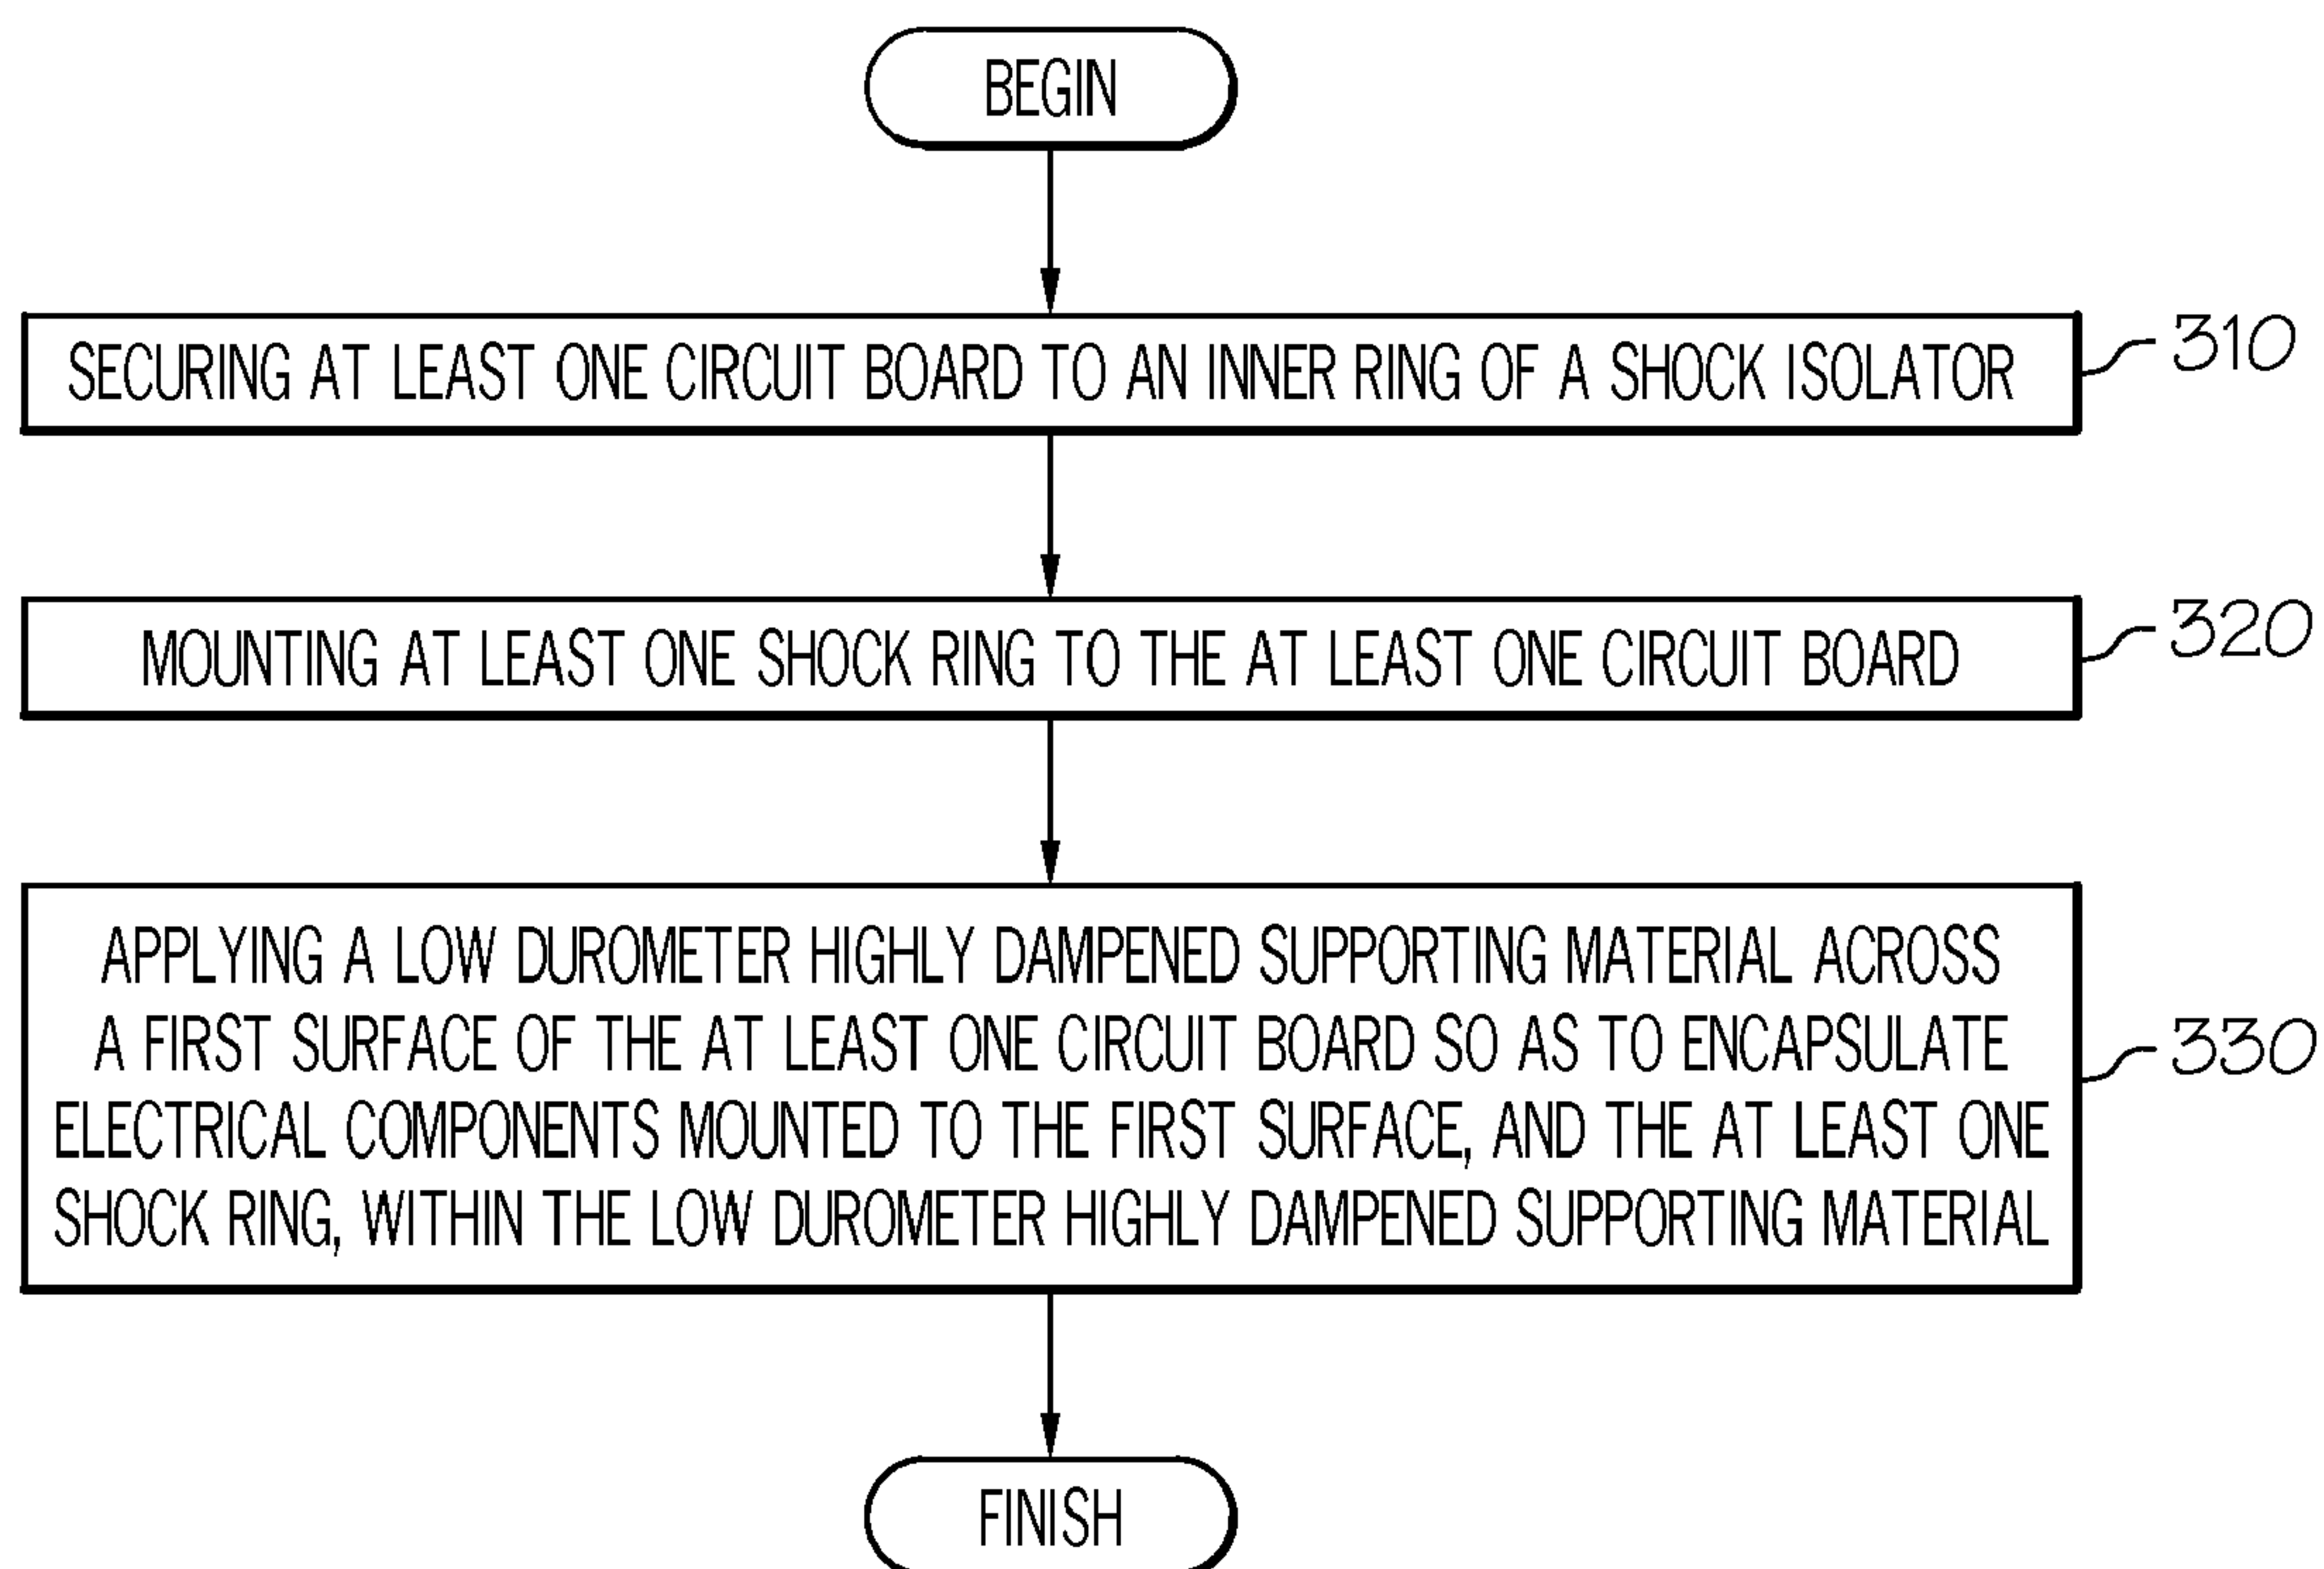 BEGIN
SECURING AT LEAST ONE CIRCUIT BOARD TO AN INNER RING OF A SHOCK ISOLATOR
310
MOUNTING AT LEAST ONE SHOCK RING TO THE AT LEAST ONE CIRCUIT BOARD
320
APPLYING A LOW DUROMETER HIGHLY DAMPENED SUPPORTING MATERIAL ACROSS
A FIRST SURFACE OF THE AT LEAST ONE CIRCUIT BOARD SO AS TO ENCAPSULATE
ELECTRICAL COMPONENTS MOUNTED TO THE FIRST SURFACE, AND THE AT LEAST ONE
SHOCK RING, WITHIN THE LOW DUROMETER HIGHLY DAMPENED SUPPORTING MATERIAL
330
FINISH